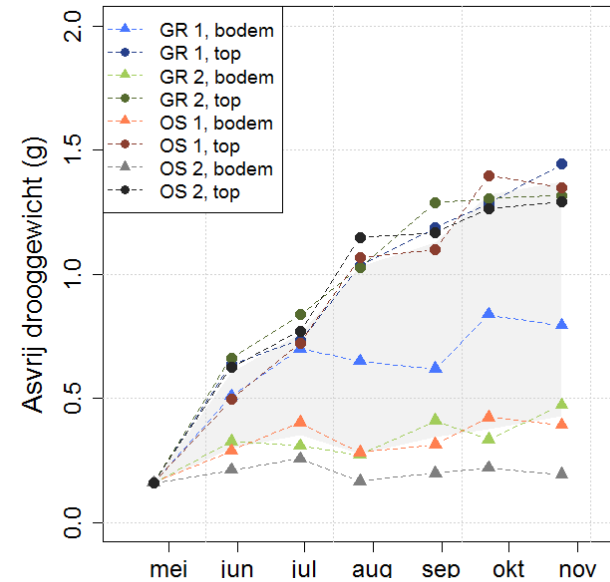 Asvrij drooggewicht (g)
2.0
1.5
1.0
0.5
0.0
GR 1, bodem
GR 1, top
GR 2, bodem
GR 2, top
OS 1, bodem
OS 1, top
OS 2, bodem
OS 2, top
mei jun jul aug sep okt nov